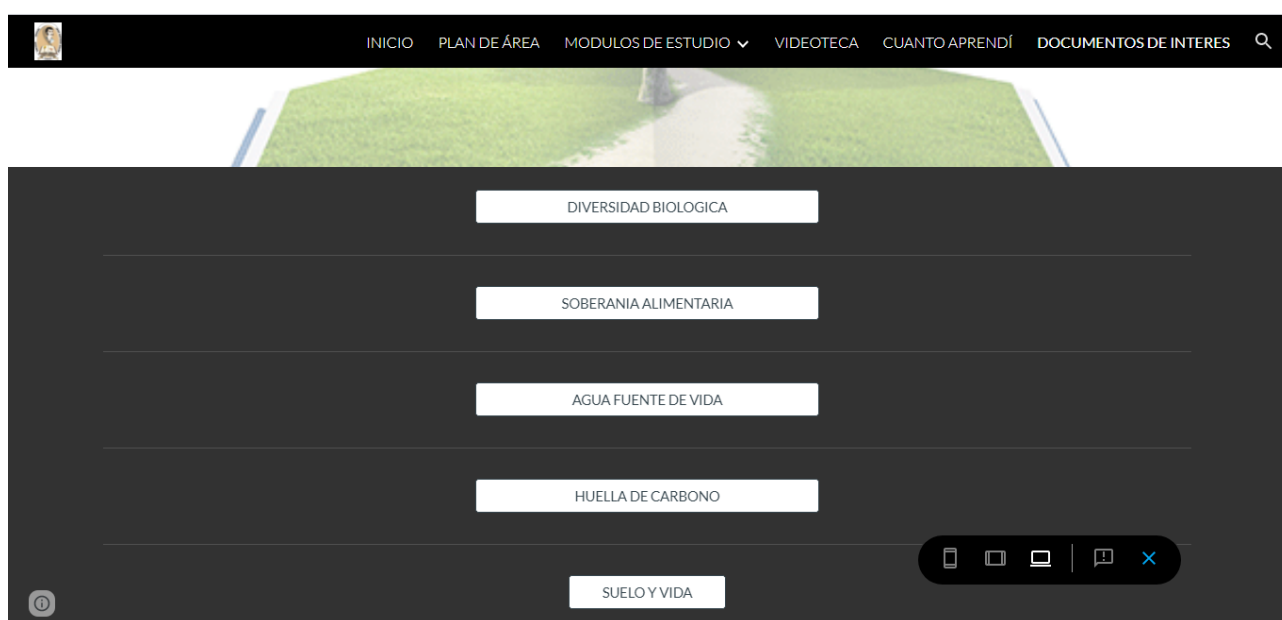 INICIO PLAN DE ÁREA MODULOS DE ESTUDIO VIDEOTECA CUANTO APRENDÍ DOCUMENTOS DE INTERES
DIVERSIDAD BIOLOGICA
SOBERANIA ALIMENTARIA
AGUA FUENTE DE VIDA
HUELLA DE CARBONO
SUELO Y VIDA